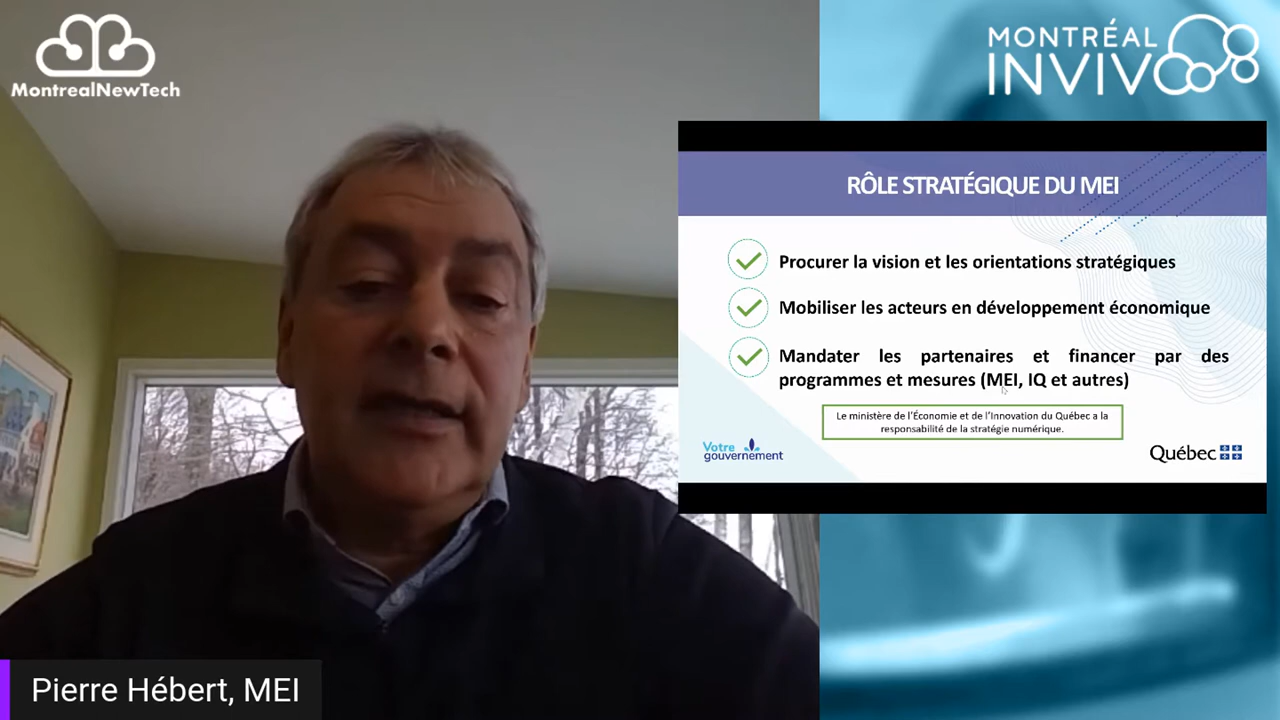 MontrealNewTech
MONTRÉAL
INVIVO
RÔLE STRATÉGIQUE DU MEI
Procurer la vision et les orientations stratégiques
Mobiliser les acteurs en développement économique
Mandater les partenaires et financer par des
programmes et mesures (MEI, IQ et autres)
Le ministère de l'Économie et de l'Innovation du Québec a la
responsabilité de la stratégie numérique.
Votre
gouvernement
Québec
Pierre Hébert, MEI